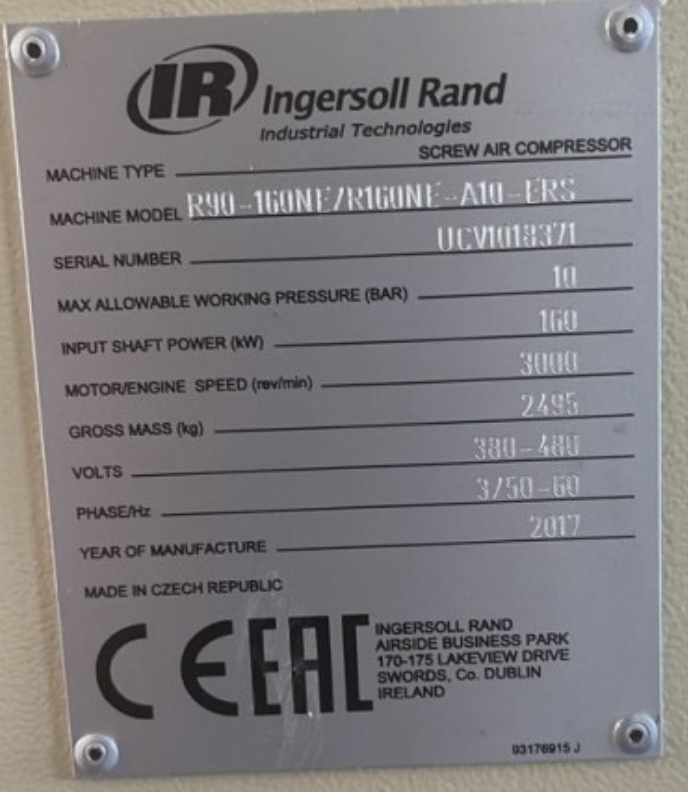 IR Ingersoll Rand
Industrial Technologies
MACHINE TYPE SCREW AIR COMPRESSOR
MACHINE MODEL R90-160NE/R160NE-A10-ERS
SERIAL NUMBER UCV1018371
MAX ALLOWABLE WORKING PRESSURE (BAR) 10
INPUT SHAFT POWER (kW) 160
MOTOR/ENGINE SPEED (rev/min) 3000
GROSS MASS (kg) 2495
VOLTS 380-480
PHASE/Hz 3/50-60
YEAR OF MANUFACTURE 2017
MADE IN CZECH REPUBLIC
CE EAC
INGERSOLL RAND
AIRSIDE BUSINESS PARK
170-175 LAKEVIEW DRIVE
SWORDS, Co. DUBLIN
IRELAND
93176915 J